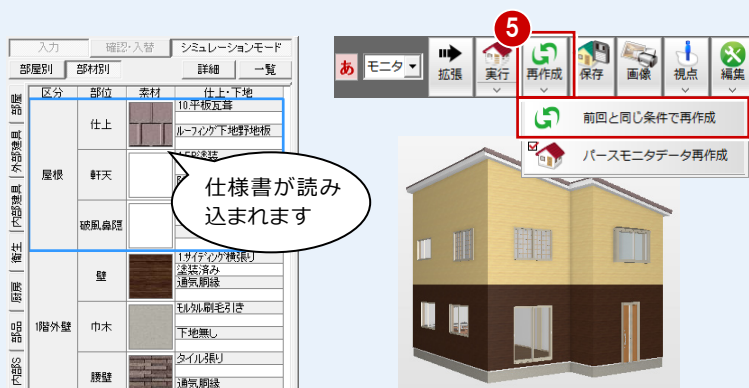 入力
確認・入替
シミュレーションモード
部屋別
部材別
詳細
一覧
区分
部位
素材
仕上・下地
部屋
外部建具
内部建具
衛生
厨房
部品
内部S
屋根
仕上
10.平板瓦葺
ルーフィング下地野地板
軒天
破風鼻隠
仕様書が読み
込まれます
1階外壁
壁
1.サイディング横張り
塗装済み
通気胴縁
巾木
モルタル刷毛引き
下地無し
腰壁
タイル張り
通気胴縁
5
あ
モニタ
拡張
実行
再作成
保存
画像
視点
編集
前回と同じ条件で再作成
パースモニタデータ再作成